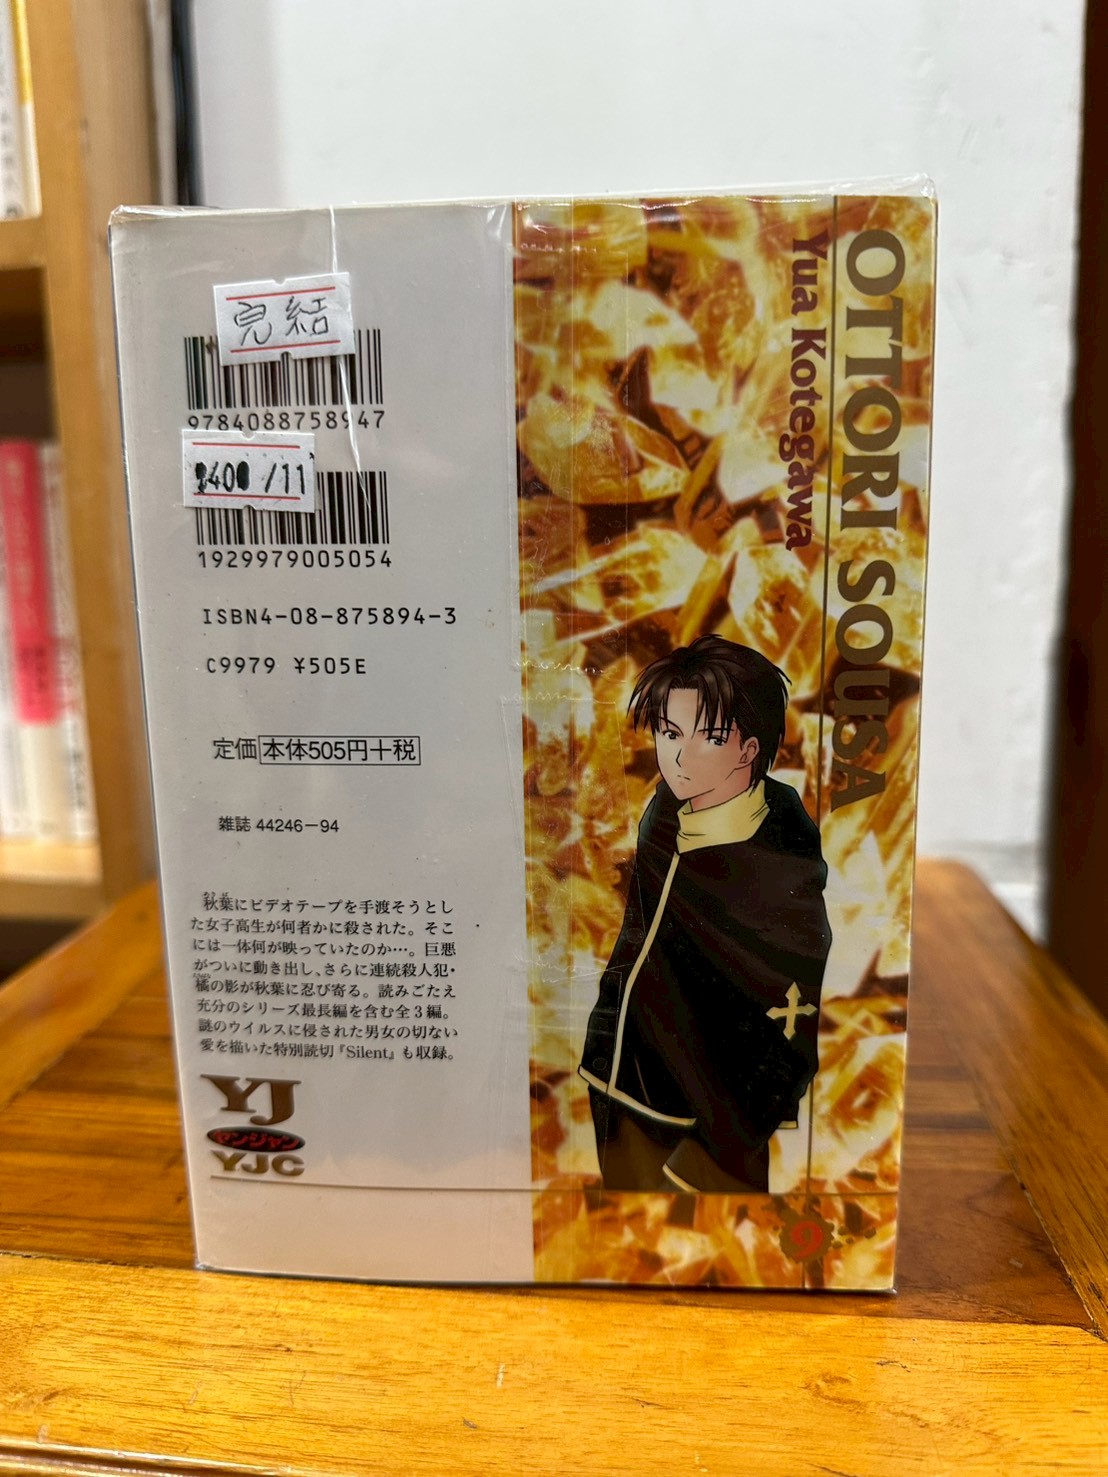 完結
9784088758947
400 /11
1929979005054
ISBN4-08-875894-3
C9979 ¥505E
定価 本体505円+税
雑誌 44246-94
秋葉にビデオテープを手渡そうとし
た女子高生が何者かに殺された。そこ
には一体何が映っていたのか…。巨悪
がついに動き出し、さらに連続殺人犯・
橘の影が秋葉に忍び寄る。読みごたえ
充分のシリーズ最長編を含む全3編。
謎のウイルスに侵された男女の切ない
愛を描いた特別読切『Silent』も収録。
YJ
ヤンジャン
YJC
OTTORI SOUSA
Yua Kotegawa
9